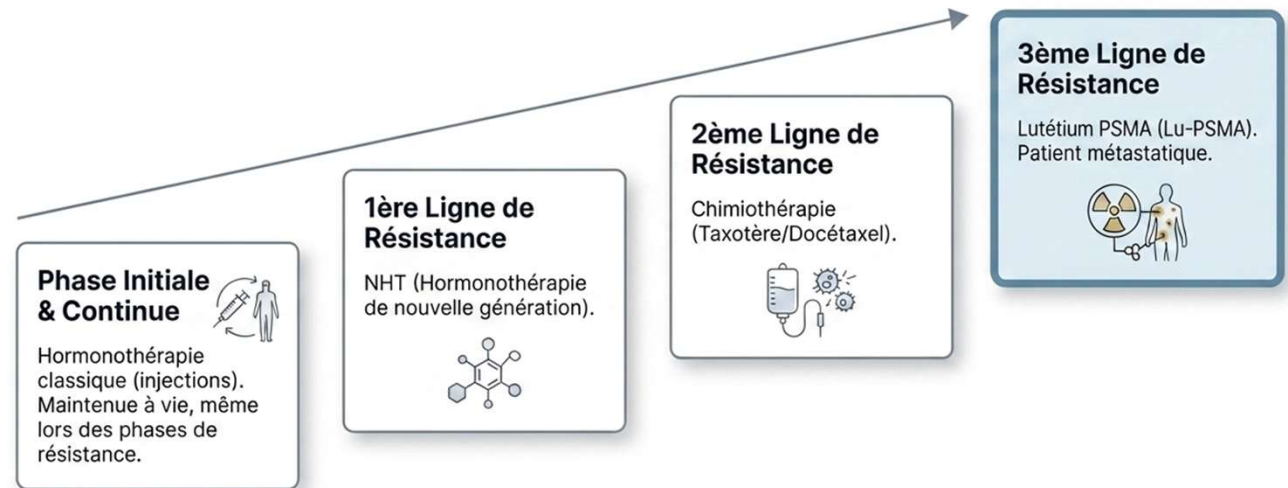 Phase Initiale
& Continue
Hormonothérapie
classique (injections).
Maintenue à vie, même
lors des phases de
résistance.
1ère Ligne de
Résistance
NHT (Hormonothérapie
de nouvelle génération).
2ème Ligne de
Résistance
Chimiothérapie
(Taxotère/Docétaxel).
3ème Ligne de
Résistance
Lutétium PSMA (Lu-PSMA).
Patient métastatique.